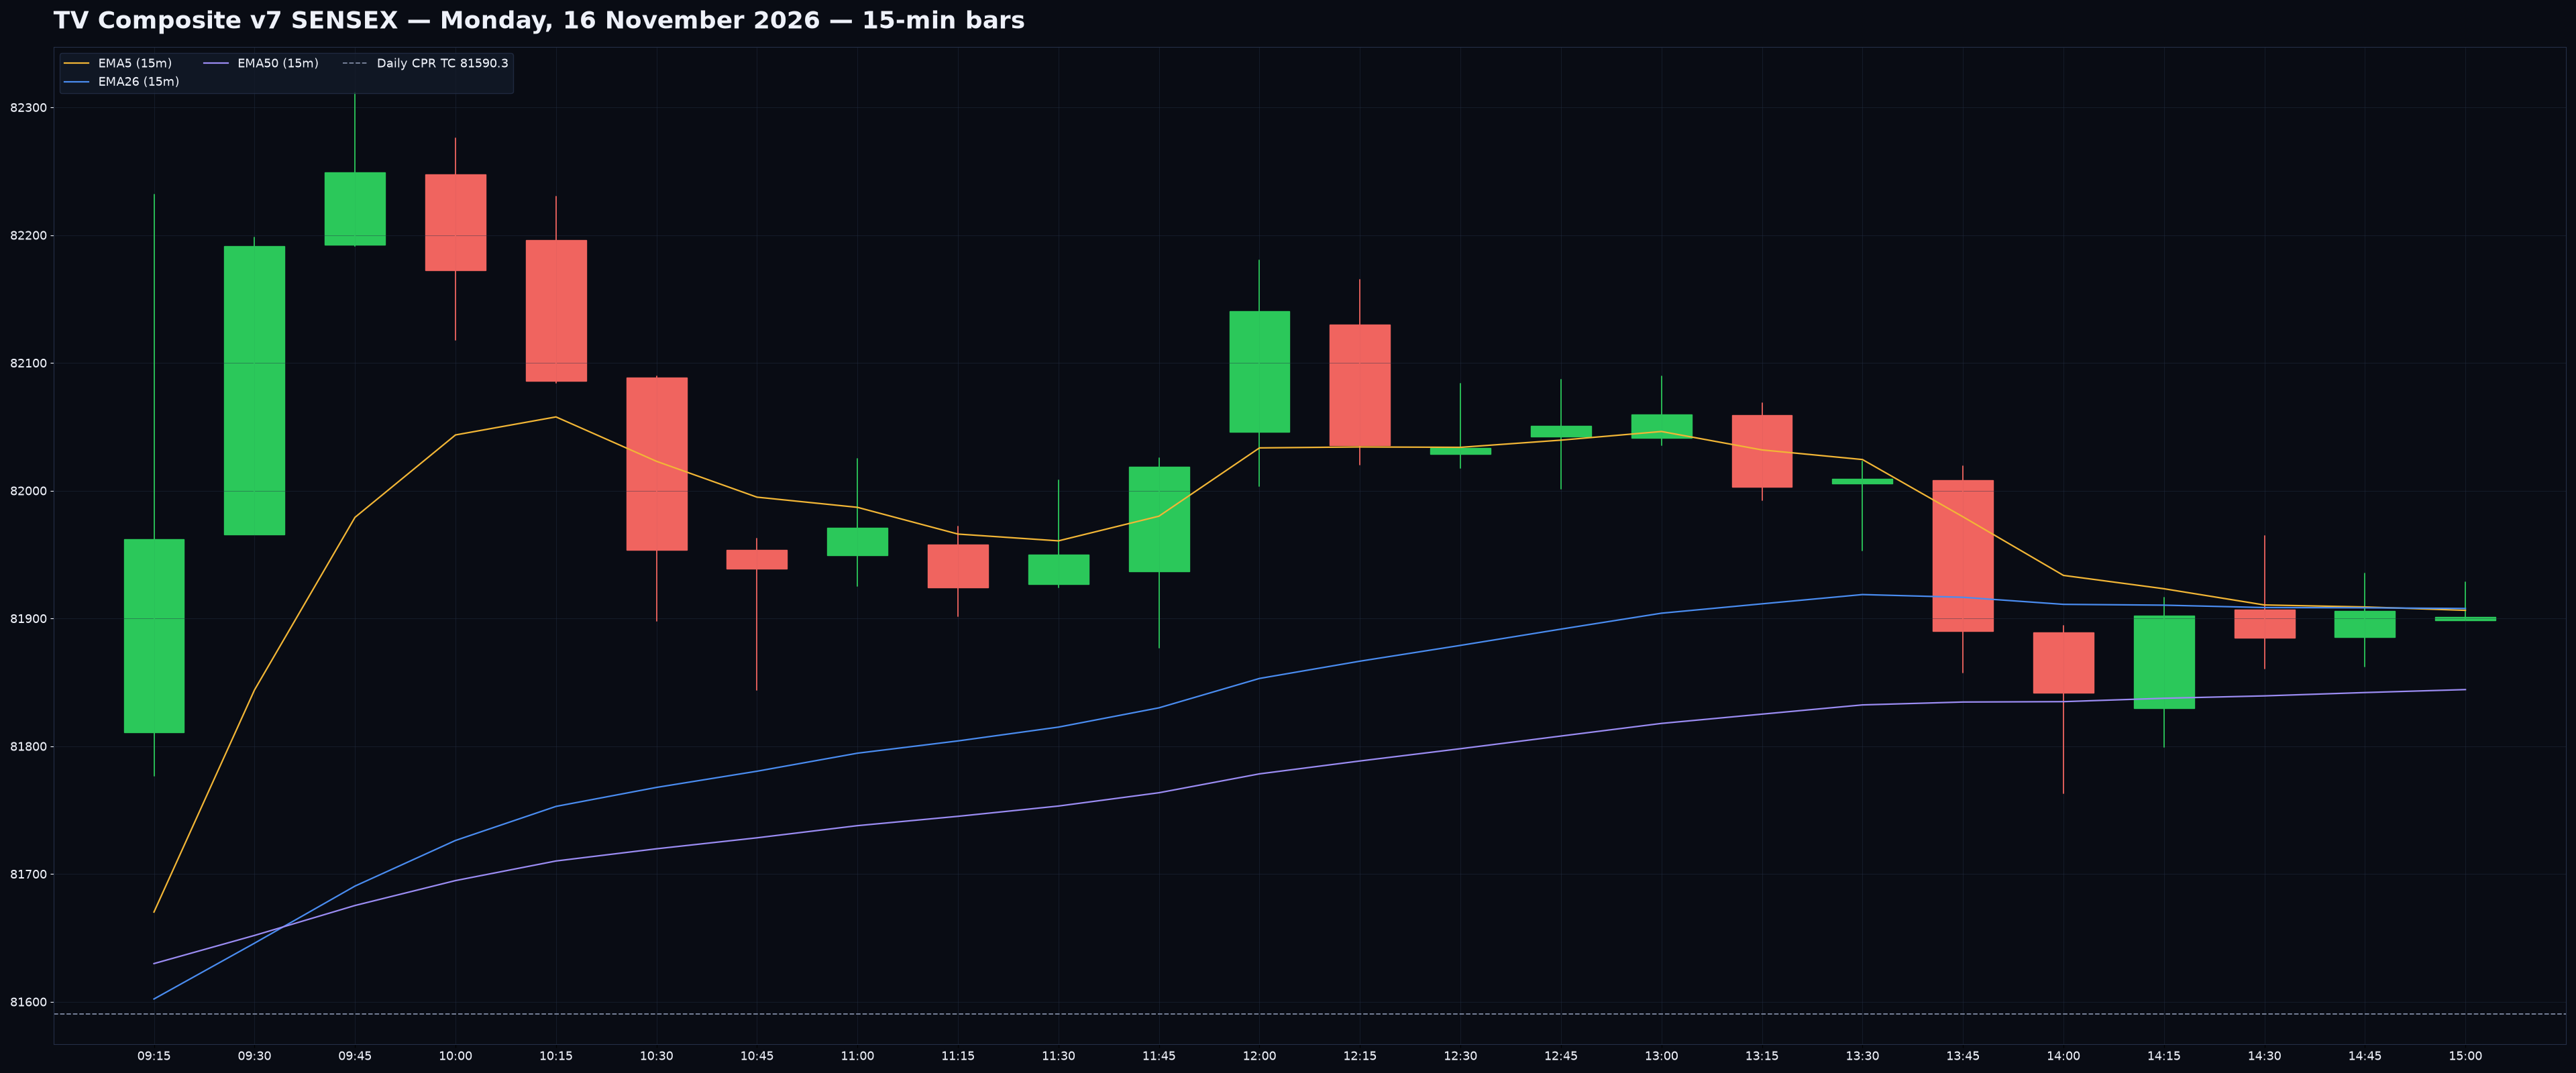 TV Composite v7 SENSEX — Monday, 16 November 2026 — 15-min bars
EMA5 (15m) EMA50 (15m) Daily CPR TC 81590.3
EMA26 (15m)
82300
82200
82100
82000
81900
81800
81700
81600
09:15 09:30 09:45 10:00 10:15 10:30 10:45 11:00 11:15 11:30 11:45 12:00 12:15 12:30 12:45 13:00 13:15 13:30 13:45 14:00 14:15 14:30 14:45 15:00